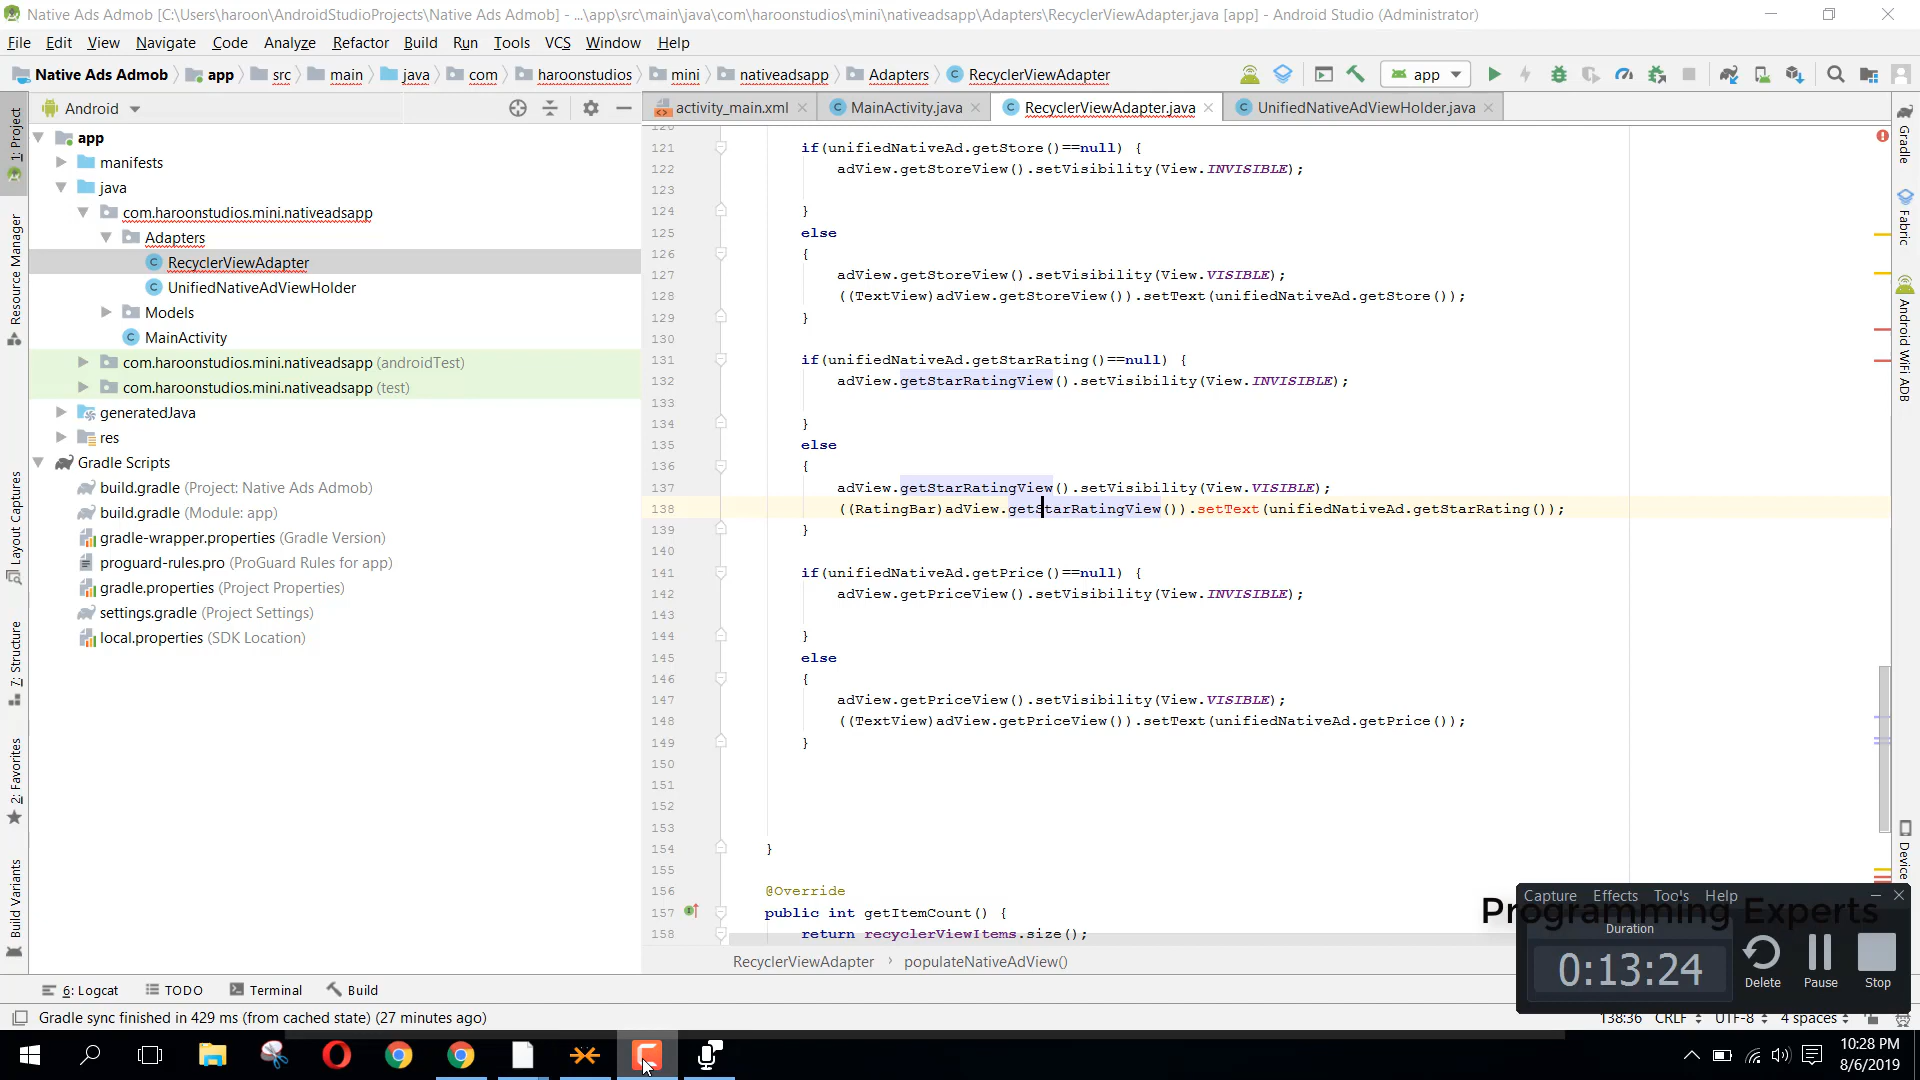 Native Ads Admob [C:\Users\haroon\AndroidStudioProjects\Native Ads Admob] - ...\app\src\main\java\com\haroonstudios\mini\nativeadsapp\Adapters\RecyclerViewAdapter.java [app] - Android Studio (Administrator)
File Edit View Navigate Code Analyze Refactor Build Run Tools VCS Window Help
Native Ads Admob app src main java com haroonstudios mini nativeadsapp Adapters RecyclerViewAdapter app
Android
activity_main.xml MainActivity.java RecyclerViewAdapter.java UnifiedNativeAdViewHolder.java
1: Project
Resource Manager
Layout Captures
7: Structure
2: Favorites
Build Variants
app
manifests
java
com.haroonstudios.mini.nativeadsapp
Adapters
RecyclerViewAdapter
UnifiedNativeAdViewHolder
Models
MainActivity
com.haroonstudios.mini.nativeadsapp (androidTest)
com.haroonstudios.mini.nativeadsapp (test)
generatedJava
res
Gradle Scripts
build.gradle (Project: Native Ads Admob)
build.gradle (Module: app)
gradle-wrapper.properties (Gradle Version)
proguard-rules.pro (ProGuard Rules for app)
gradle.properties (Project Properties)
settings.gradle (Project Settings)
local.properties (SDK Location)
120
121 if(unifiedNativeAd.getStore()==null) {
122 adView.getStoreView().setVisibility(View.INVISIBLE);
123
124 }
125 else
126 {
127 adView.getStoreView().setVisibility(View.VISIBLE);
128 ((TextView)adView.getStoreView()).setText(unifiedNativeAd.getStore());
129 }
130
131 if(unifiedNativeAd.getStarRating()==null) {
132 adView.getStarRatingView().setVisibility(View.INVISIBLE);
133
134 }
135 else
136 {
137 adView.getStarRatingView().setVisibility(View.VISIBLE);
138 ((RatingBar)adView.getStarRatingView()).setText(unifiedNativeAd.getStarRating());
139 }
140
141 if(unifiedNativeAd.getPrice()==null) {
142 adView.getPriceView().setVisibility(View.INVISIBLE);
143
144 }
145 else
146 {
147 adView.getPriceView().setVisibility(View.VISIBLE);
148 ((TextView)adView.getPriceView()).setText(unifiedNativeAd.getPrice());
149 }
150
151
152
153
154 }
155
156 @Override
157 public int getItemCount() {
158 return recyclerViewItems.size();
RecyclerViewAdapter populateNativeAdView()
Gradle
Fabric
Android WiFi ADB
Device
Capture Effects Tools Help
Programming Experts
Duration
0:13:24
Delete Pause Stop
6: Logcat TODO Terminal Build
Gradle sync finished in 429 ms (from cached state) (27 minutes ago)
138:36 CRLF UTF-8 4 spaces
10:28 PM
8/6/2019